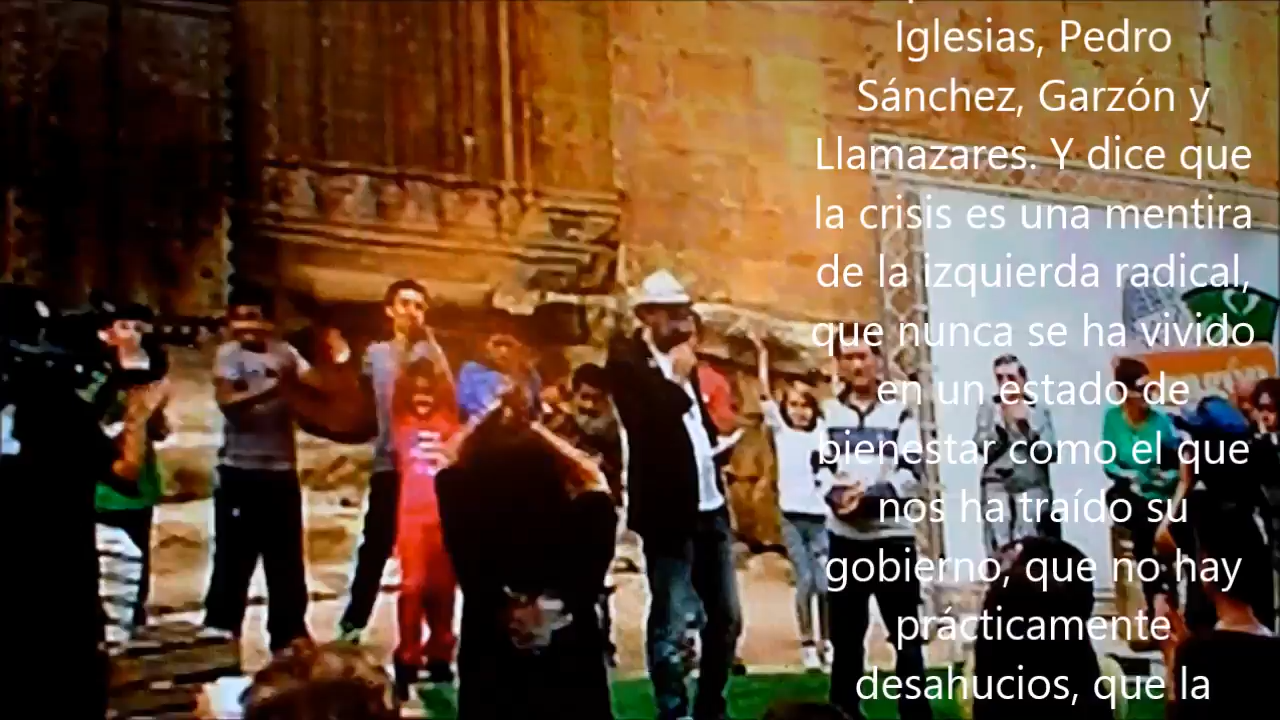 Iglesias, Pedro
Sánchez, Garzón y
Llamazares. Y dice que
la crisis es una mentira
de la izquierda radical,
que nunca se ha vivido
en un estado de
bienestar como el que
nos ha traído su
gobierno, que no hay
prácticamente
desahucios, que la